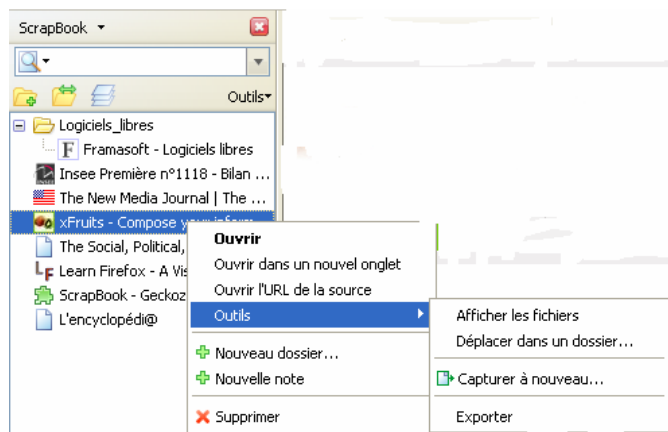 ScrapBook
Outils
Logiciels_libres
F Framasoft - Logiciels libres
Insee Première n°1118 - Bilan ...
The New Media Journal | The ...
xFruits - Compose your inform
The Social, Political,
LF Learn Firefox - A Vis
ScrapBook - Geckoz
L'encyclopédi@
Ouvrir
Ouvrir dans un nouvel onglet
Ouvrir l'URL de la source
Outils
Nouveau dossier...
Nouvelle note
Supprimer
Afficher les fichiers
Déplacer dans un dossier...
Capturer à nouveau...
Exporter